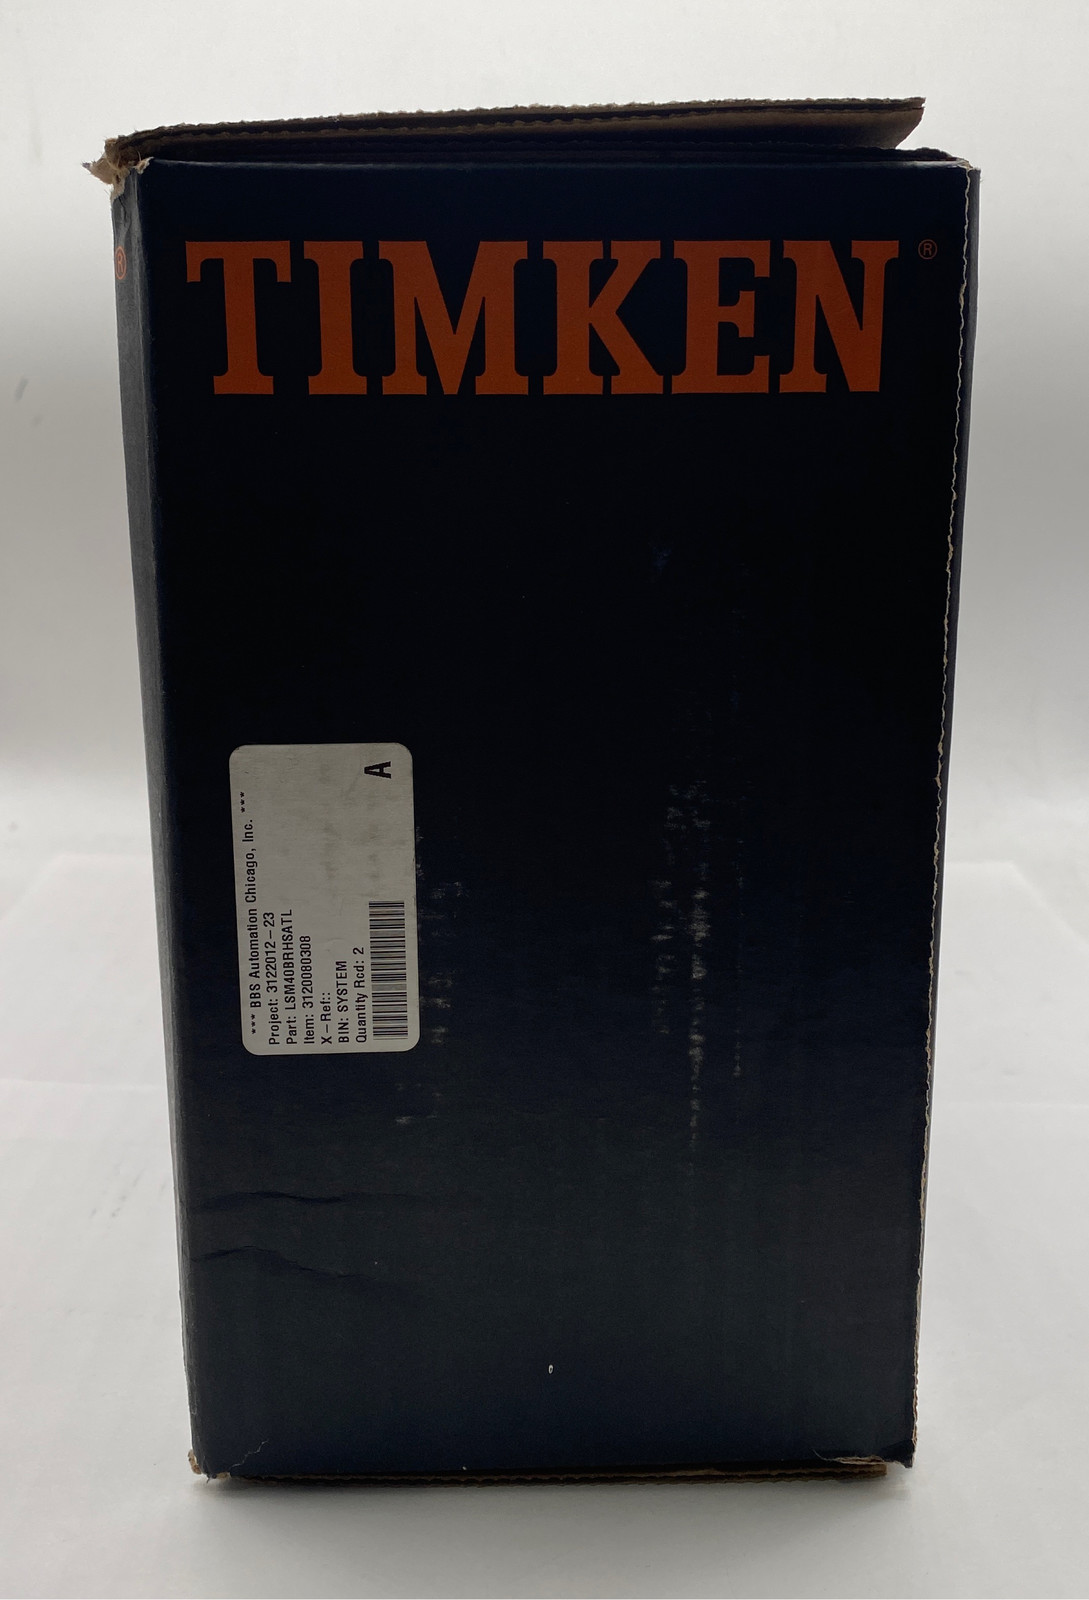 TIMKEN®
®
*** BBS Automation Chicago, Inc. ***
Project: 3122012-23
Part: LSM40BRHSATL
Item: 3120080308
X-Ref::
BIN: SYSTEM
Quantity Rcd: 2
A